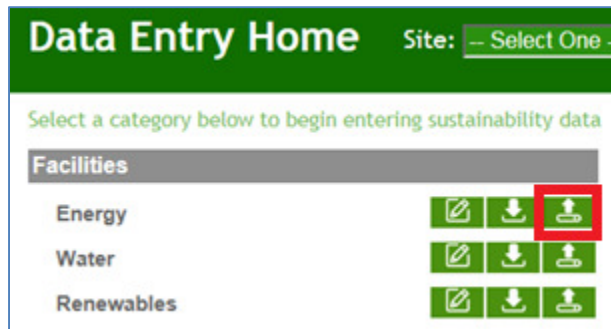 Data Entry Home Site: -- Select One -
Select a category below to begin entering sustainability data
Facilities
Energy
Water
Renewables